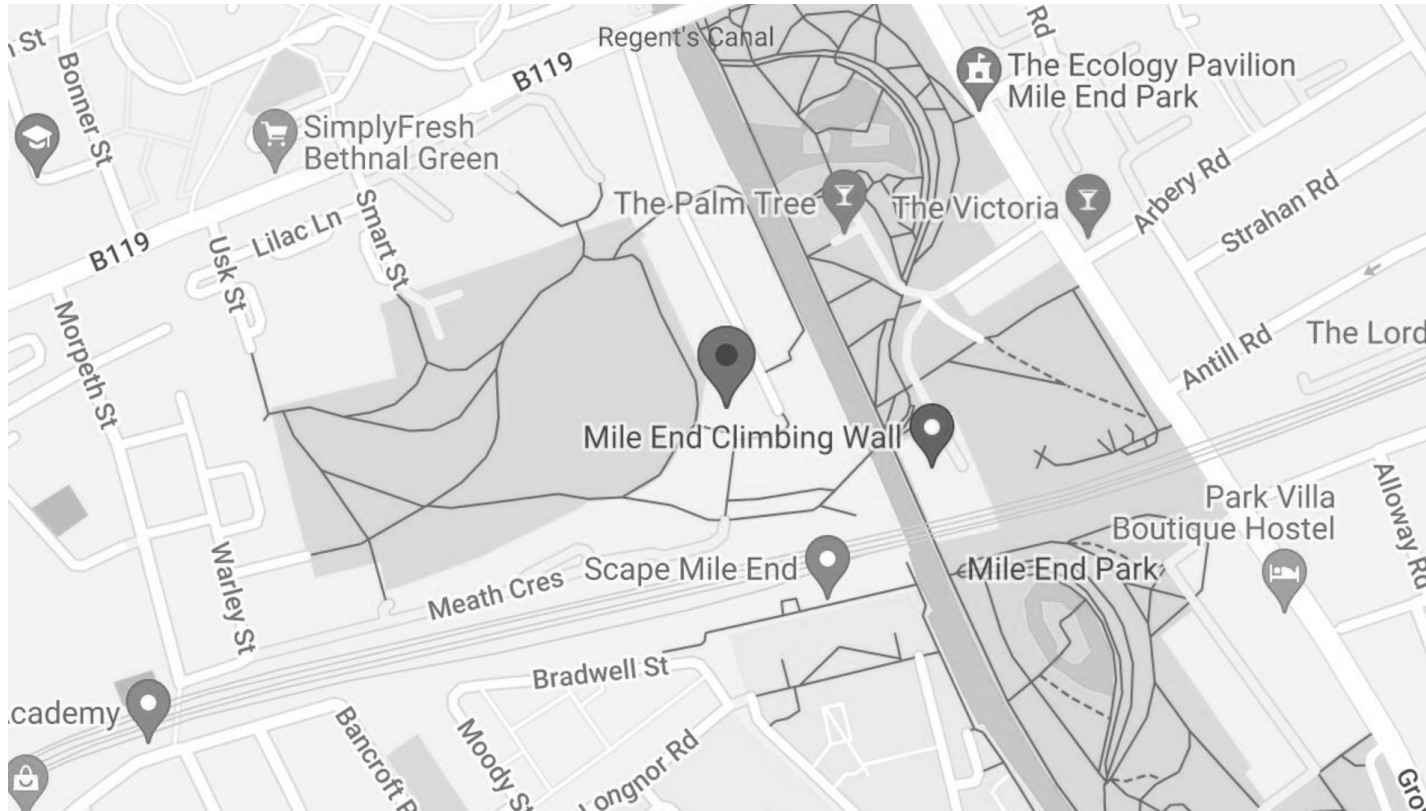 Regent's Canal
B119
h St
Bonner St
The Ecology Pavilion
Mile End Park
Rd
SimplyFresh
Bethnal Green
Arbery Rd
Strahan Rd
The Palm Tree
The Victoria
Smart St
Lilac Ln
B119
Usk St
Morpeth St
Antill Rd
The Lord
Mile End Climbing Wall
Alloway Rd
Park Villa
Boutique Hostel
Warley St
Scape Mile End
Mile End Park
Meath Cres
Bradwell St
cademy
Bancroft
Moody St
Longnor Rd
Gro